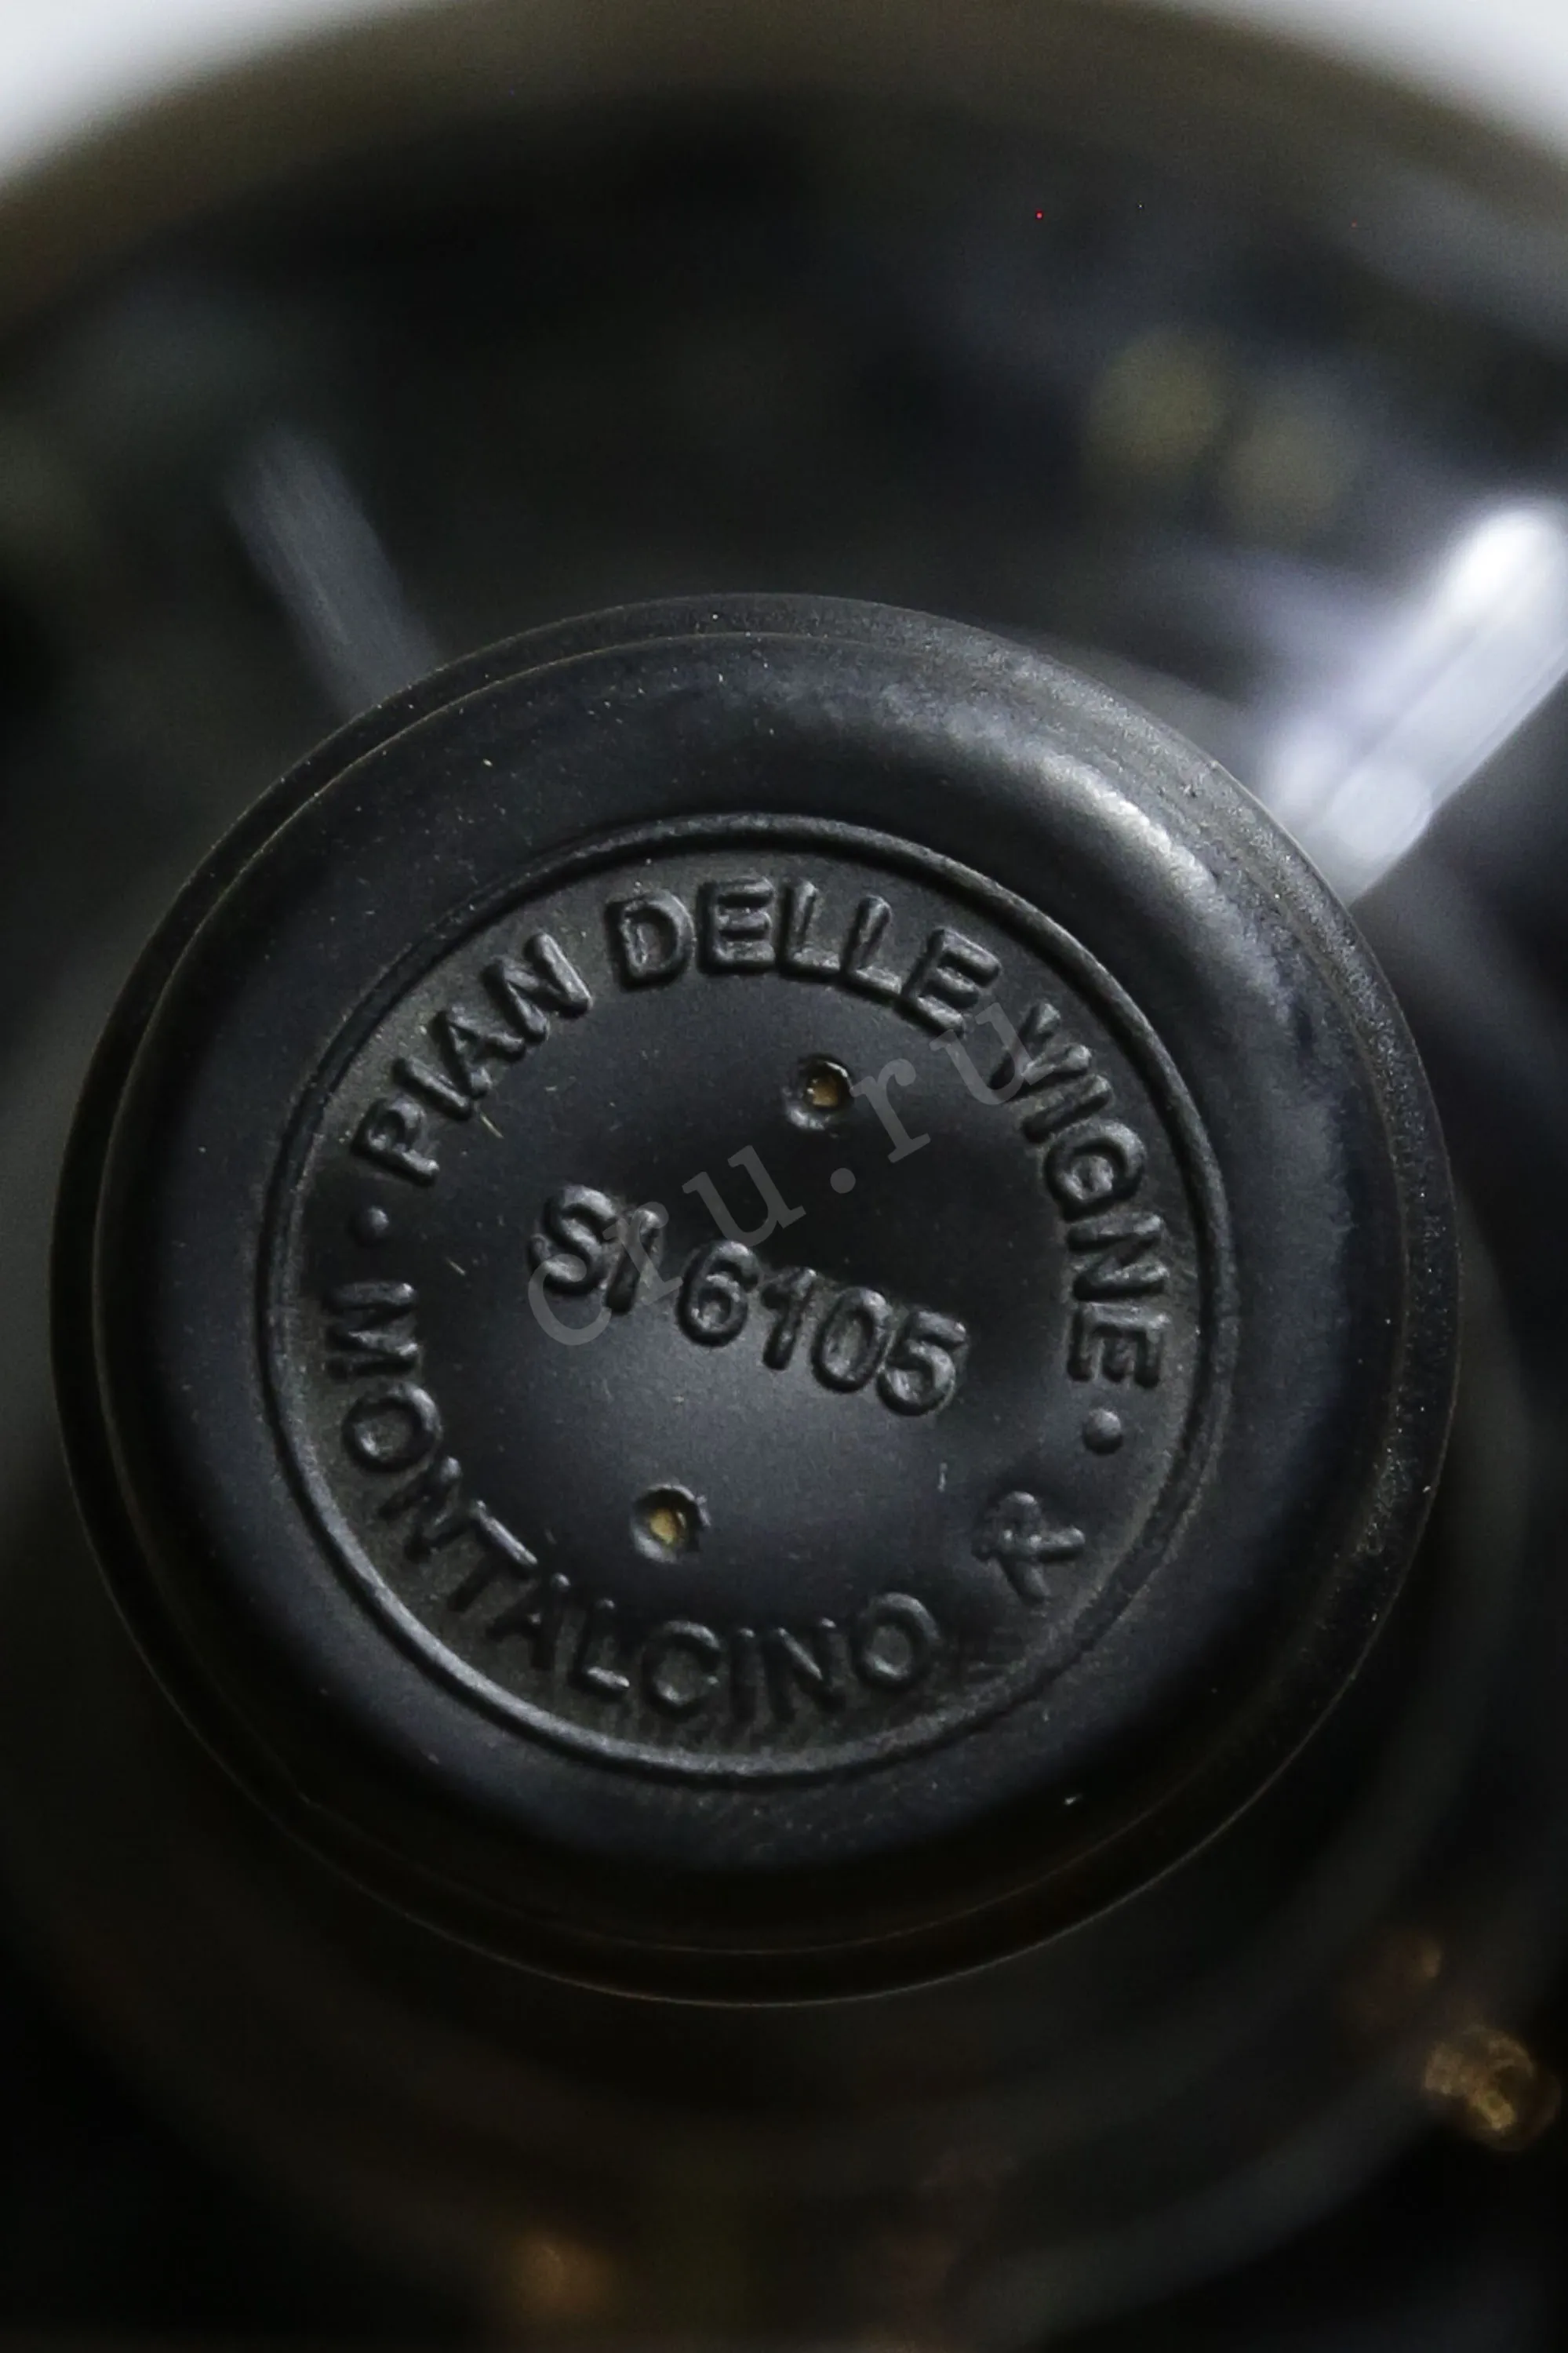 · PIAN DELLE VIGNE ·
SI 6105
MONTALCINO
cru.ru